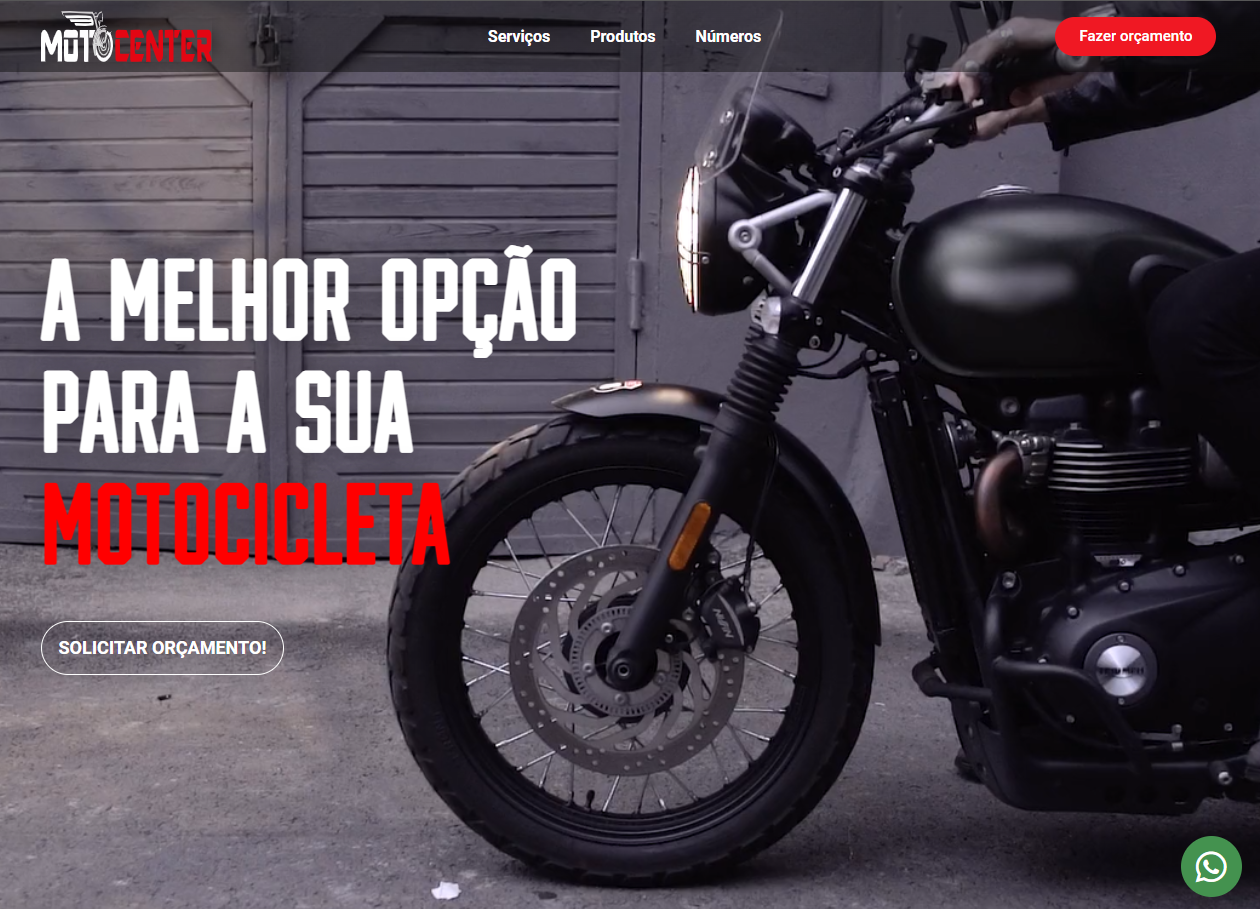 MOTOCENTER
Serviços
Produtos
Números
Fazer orçamento
A MELHOR OPÇÃO
PARA A SUA
MOTOCICLETA
SOLICITAR ORÇAMENTO!